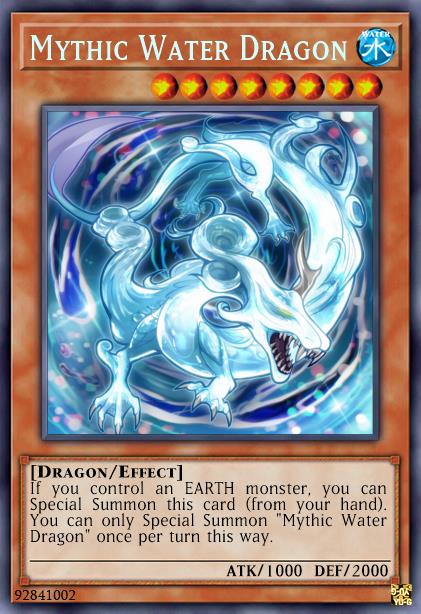 Mythic Water Dragon
WATER
水
[Dragon/Effect]
If you control an EARTH monster, you can
Special Summon this card (from your hand).
You can only Special Summon "Mythic Water
Dragon" once per turn this way.
ATK/1000 DEF/2000
92841002